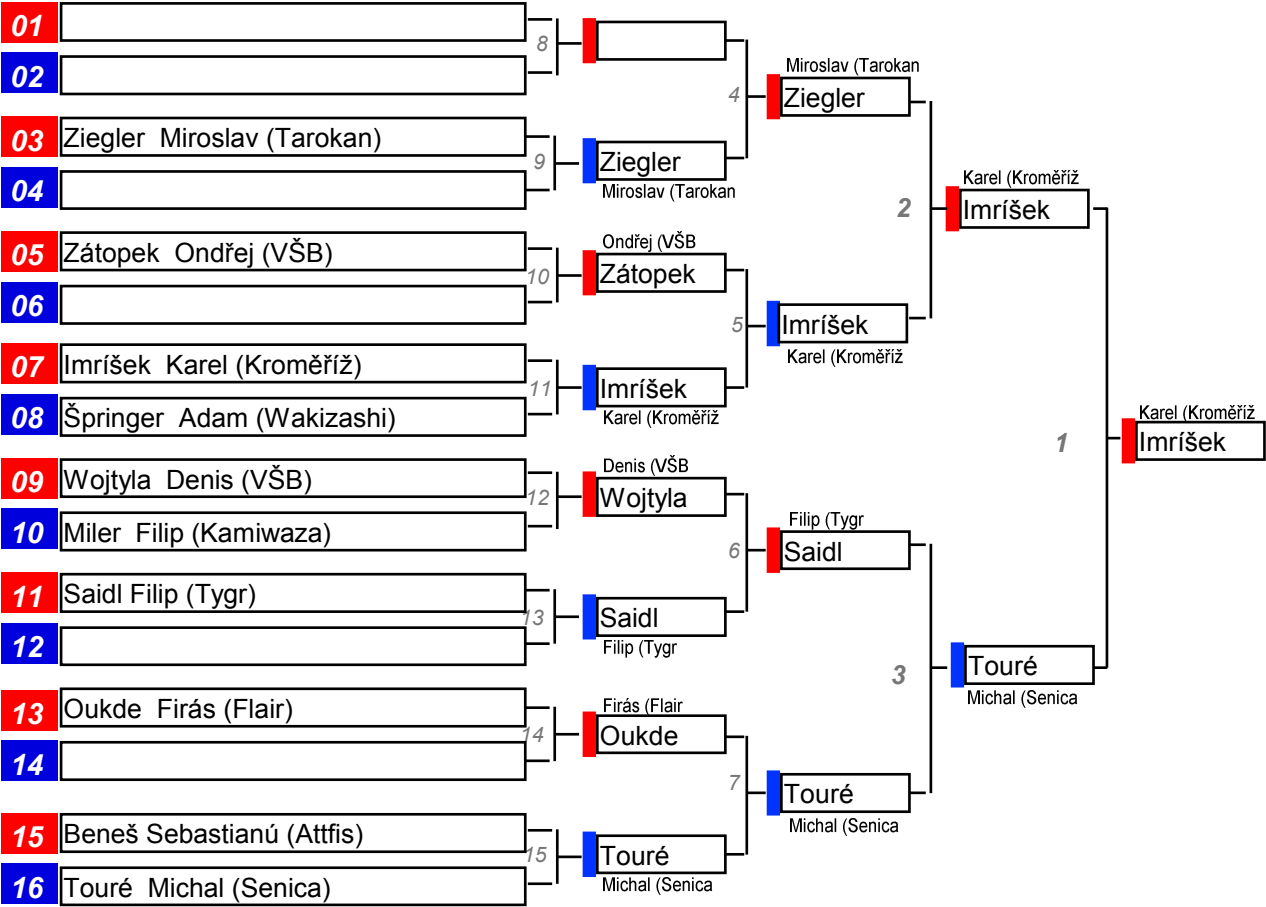 01
02
03 Ziegler Miroslav (Tarokan)
04
05 Zátopek Ondřej (VŠB)
06
07 Imríšek Karel (Kroměříž)
08 Špringer Adam (Wakizashi)
09 Wojtyla Denis (VŠB)
10 Miler Filip (Kamiwaza)
11 Saidl Filip (Tygr)
12
13 Oukde Firás (Flair)
14
15 Beneš Sebastianú (Attfis)
16 Touré Michal (Senica)
8
9
10
11
12
13
14
15
Ziegler
Miroslav (Tarokan
Ondřej (VŠB
Zátopek
Imríšek
Karel (Kroměříž
Denis (VŠB
Wojtyla
Saidl
Filip (Tygr
Firás (Flair
Oukde
Touré
Michal (Senica
4
5
6
7
Miroslav (Tarokan
Ziegler
Imríšek
Karel (Kroměříž
Filip (Tygr
Saidl
Touré
Michal (Senica
2
3
Karel (Kroměříž
Imríšek
Touré
Michal (Senica
1
Karel (Kroměříž
Imríšek